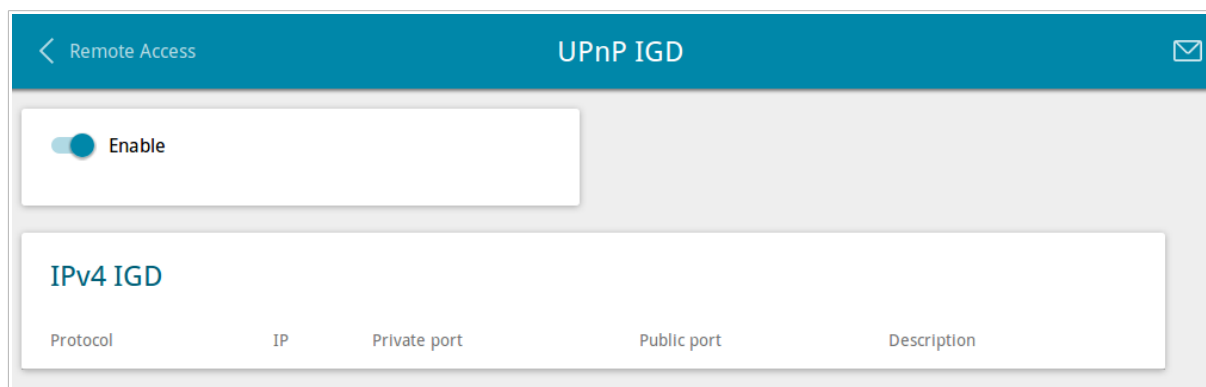 Remote Access UPnP IGD
Enable
IPv4 IGD
Protocol IP Private port Public port Description